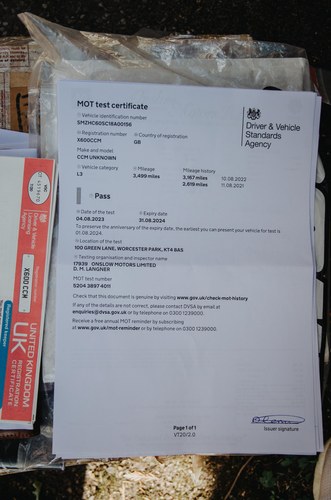 MOT test certificate
Driver & Vehicle
Standards
Agency
Vehicle identification number
Registration number
Country of registration
X600CCM
GB
Make and model
CCM UNKNOWN
Vehicle category
Mileage
Mileage history
L3
3,499 miles
3,167 miles
10.08.2022
2,619 miles
11.08.2021
Pass
Date of the test
Expiry date
04.08.2023
31.08.2024
To preserve the anniversary of the expiry date, the earliest you can present your vehicle for test is
01.08.2024.
Location of the test
100 GREEN LANE, WORCESTER PARK, KT4 8AS
Testing organisation and inspector name
17839 ONSLOW MOTORS LIMITED
D. M. LANGNER
MOT test number
5204 3897 4011
Check that this document is genuine by visiting www.gov.uk/check-mot-history
If any of the details are not correct, please contact DVSA by email at
enquiries@dvsa.gov.uk or by telephone on 0300 1239000.
Receive a free annual MOT reminder by subscribing
at www.gov.uk/mot-reminder or by telephone on 0300 1239000.
Page 1 of 1
VT20/2.0
Issuer signature
Driver & Vehicle
Licensing
Agency
X600CCM
UNITED KINGDOM
UK
REGISTRATION
CERTIFICATE